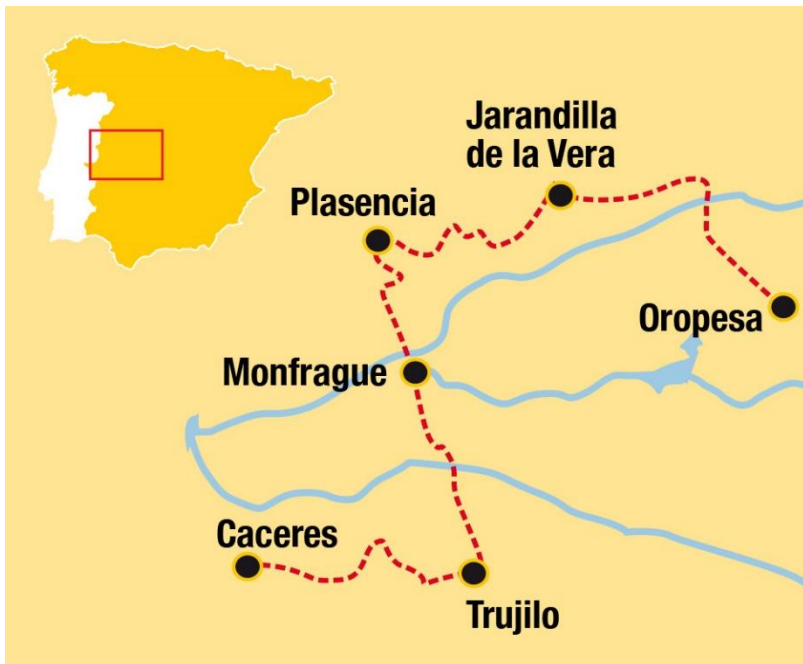 Jarandilla
de la Vera
Plasencia
Oropesa
Monfrague
Caceres
Trujilo